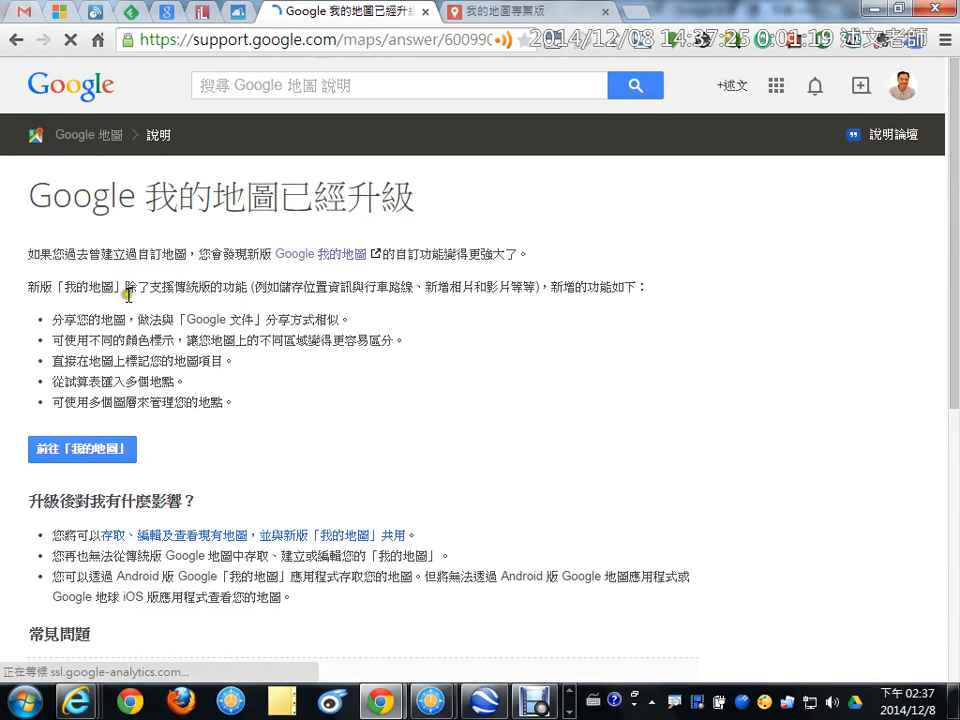 Google 我的地圖已經升級
我的地圖專業版
https://support.google.com/maps/answer/60099
2014/12/08 14:37:25 0:01:19 述文老師
Google
搜尋 Google 地圖 說明
+述文
Google 地圖 > 說明
說明論壇
Google 我的地圖已經升級
如果您過去曾建立過自訂地圖，您會發現新版 Google 我的地圖 的自訂功能變得更強大了。
新版「我的地圖」除了支援傳統版的功能 (例如儲存位置資訊與行車路線、新增相片和影片等等)，新增的功能如下：
• 分享您的地圖，做法與「Google 文件」分享方式相似。
• 可使用不同的顏色標示，讓您地圖上的不同區域變得更容易區分。
• 直接在地圖上標記您的地圖項目。
• 從試算表匯入多個地點。
• 可使用多個圖層來管理您的地點。
前往「我的地圖」
升級後對我有什麼影響？
• 您將可以存取、編輯及查看現有地圖，並與新版「我的地圖」共用。
• 您再也無法從傳統版 Google 地圖中存取、建立或編輯您的「我的地圖」。
• 您可以透過 Android 版 Google「我的地圖」應用程式存取您的地圖。但將無法透過 Android 版 Google 地圖應用程式或
Google 地球 iOS 版應用程式查看您的地圖。
常見問題
正在等候 ssl.google-analytics.com...
下午 02:37
2014/12/8